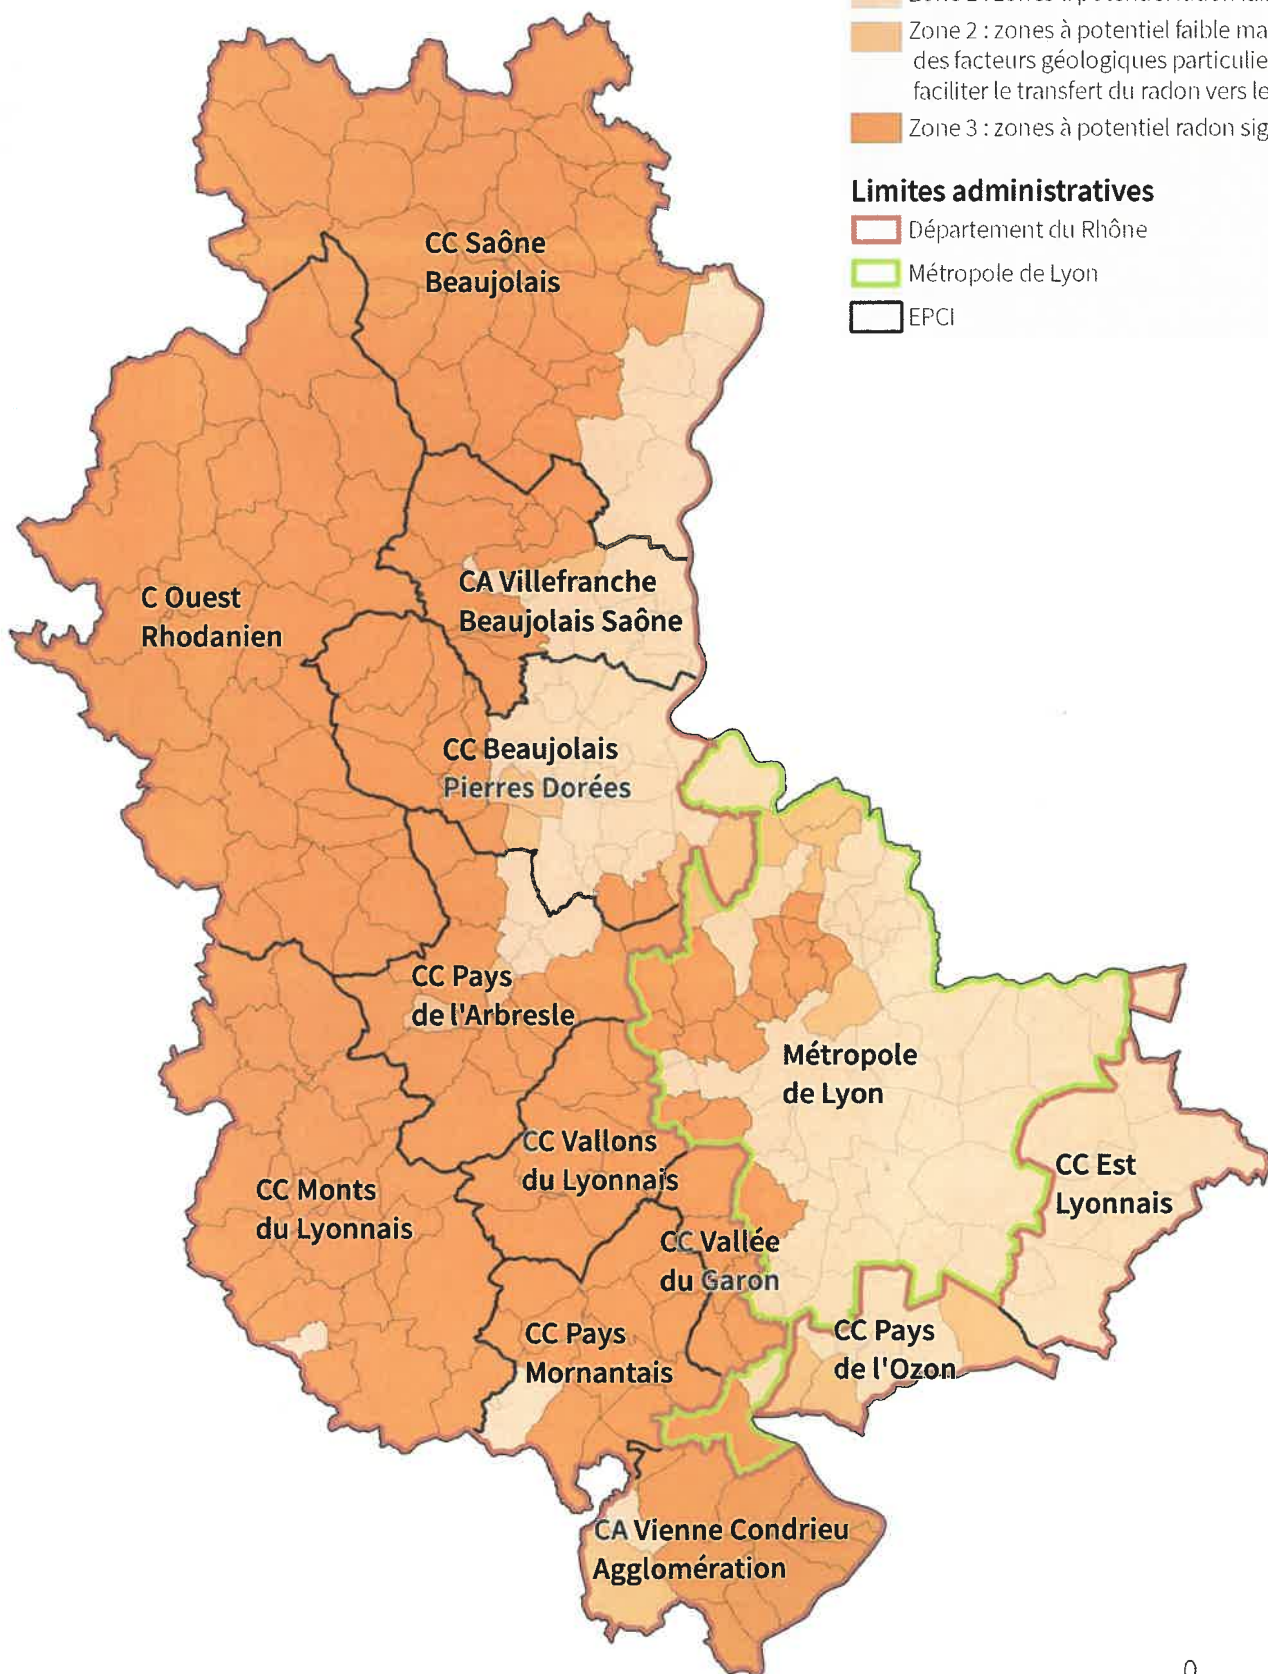 Zone 2 : zones à potentiel faible ma
des facteurs géologiques particulie
faciliter le transfert du radon vers le
Zone 3 : zones à potentiel radon sig
Limites administratives
Département du Rhône
Métropole de Lyon
EPCI
CC Saône
Beaujolais
C Ouest
Rhodanien
CA Villefranche
Beaujolais Saône
CC Beaujolais
Pierres Dorées
CC Pays
de l'Arbresle
Métropole
de Lyon
CC Vallons
du Lyonnais
CC Est
Lyonnais
CC Monts
du Lyonnais
CC Vallée
du Garon
CC Pays
Mornantais
CC Pays
de l'Ozon
CA Vienne Condrieu
Agglomération
0